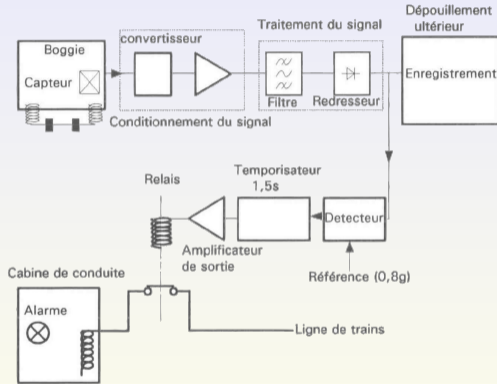 Dépouillement
ultérieur
Traitement du signal
convertisseur
Boggie
Capteur
Enregistrement
Filtre
Redresseur
Conditionnement du signal
Temporisateur
1,5s
Relais
Detecteur
Amplificateur
de sortie
Référence (0,8g)
Cabine de conduite
Alarme
Ligne de trains